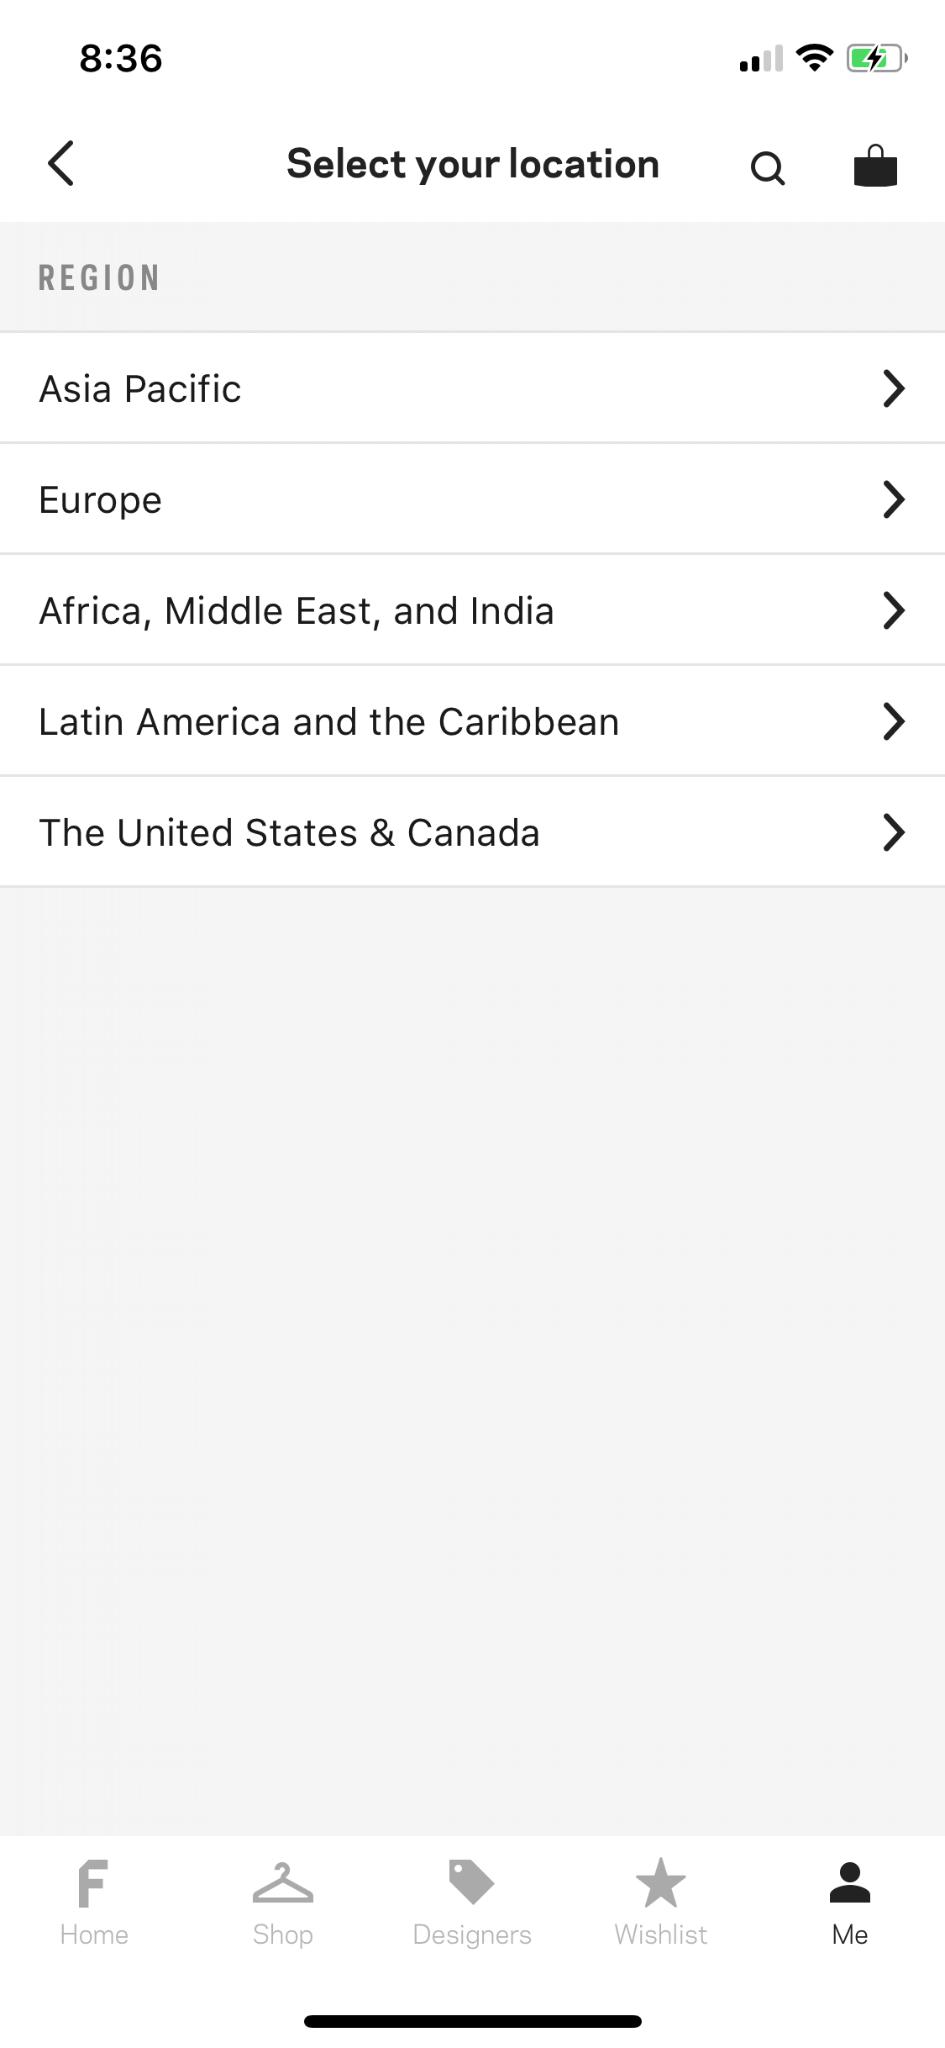 8:36
Select your location
REGION
Asia Pacific
Europe
Africa, Middle East, and India
Latin America and the Caribbean
The United States & Canada
F
Home
Shop
Designers
Wishlist
Me